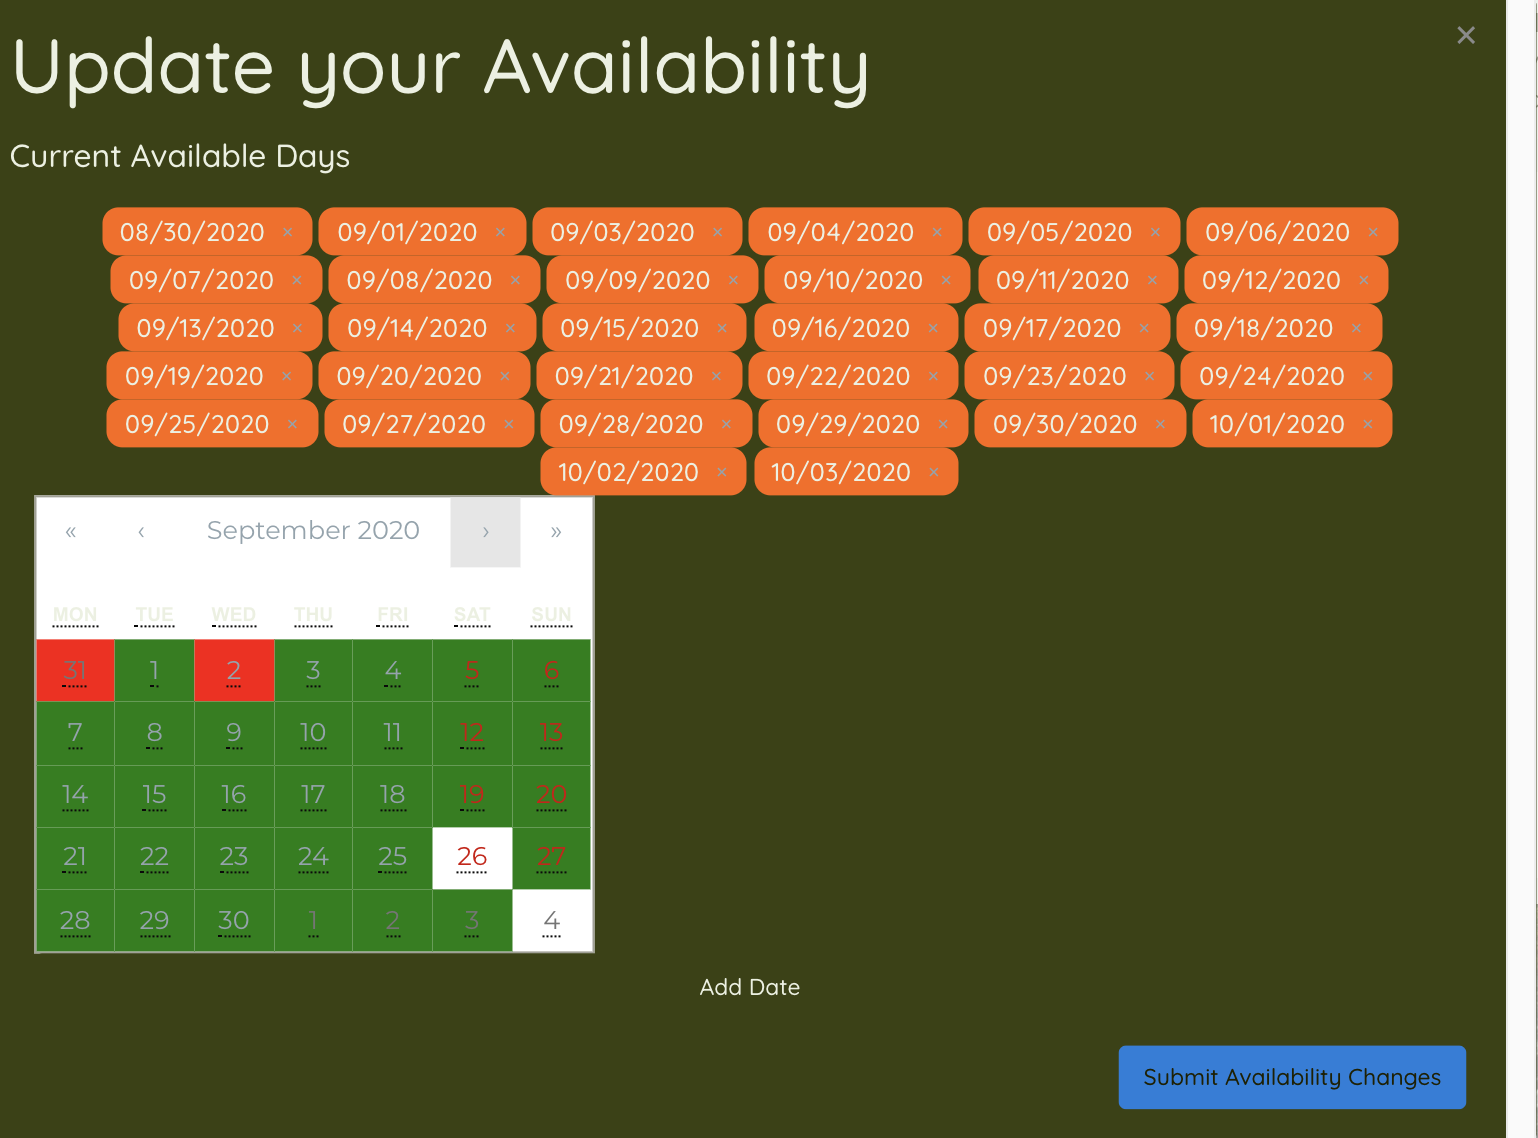 ×
Update your Availability
Current Available Days
08/30/2020 × 09/01/2020 × 09/03/2020 × 09/04/2020 × 09/05/2020 × 09/06/2020 ×
09/07/2020 × 09/08/2020 × 09/09/2020 × 09/10/2020 × 09/11/2020 × 09/12/2020 ×
09/13/2020 × 09/14/2020 × 09/15/2020 × 09/16/2020 × 09/17/2020 × 09/18/2020 ×
09/19/2020 × 09/20/2020 × 09/21/2020 × 09/22/2020 × 09/23/2020 × 09/24/2020 ×
09/25/2020 × 09/27/2020 × 09/28/2020 × 09/29/2020 × 09/30/2020 × 10/01/2020 ×
10/02/2020 × 10/03/2020 ×
« ‹ September 2020 › »
MON TUE WED THU FRI SAT SUN
31 1 2 3 4 5 6
7 8 9 10 11 12 13
14 15 16 17 18 19 20
21 22 23 24 25 26 27
28 29 30 1 2 3 4
Add Date
Submit Availability Changes